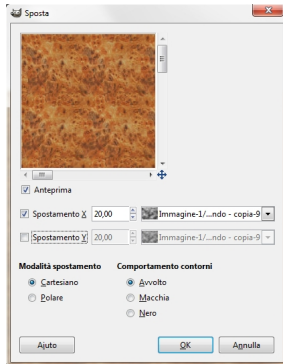 Sposta
Anteprima
Spostamento X 20,00 Immagine-1/...ndo - copia-9
Spostamento Y 20,00 Immagine-1/...ndo - copia-9
Modalità spostamento Comportamento contorni
Cartesiano Avvolto
Polare Macchia
Nero
Aiuto OK Annulla